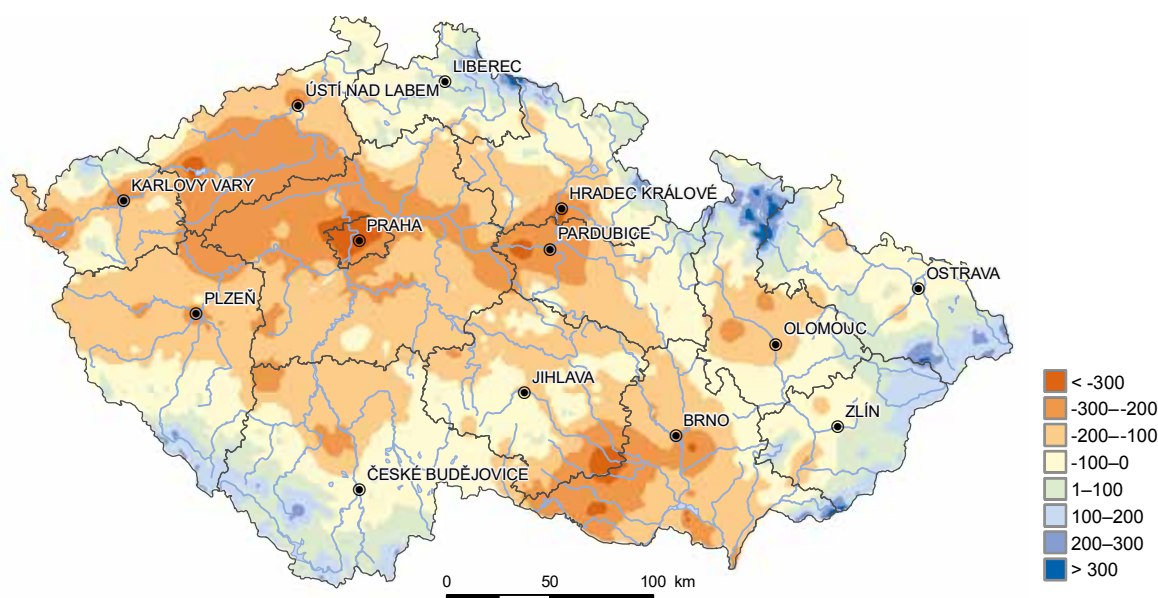 LIBEREC
ÚSTÍ NAD LABEM
KARLOVY VARY
HRADEC KRÁLOVÉ
PRAHA
PARDUBICE
OSTRAVA
PLZEŇ
OLOMOUC
JIHLAVA
ZLÍN
BRNO
ČESKÉ BUDĚJOVICE
< -300
-300–-200
-200–-100
-100–0
1–100
100–200
200–300
> 300
0 50 100 km